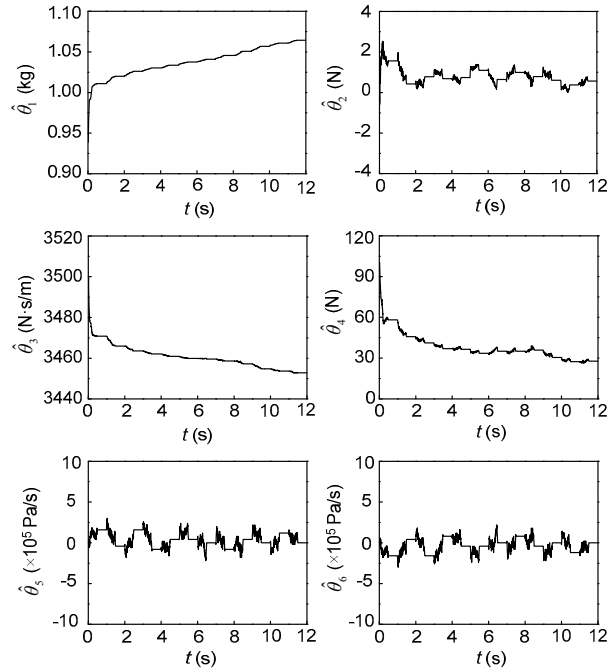 1.10
1.05
1.00
0.95
0.90
θ̂₁ (kg)
0 2 4 6 8 10 12
t (s)
4
2
0
-2
-4
θ̂₂ (N)
0 2 4 6 8 10 12
t (s)
3520
3500
3480
3460
3440
θ̂₃ (N·s/m)
0 2 4 6 8 10 12
t (s)
120
90
60
30
0
θ̂₄ (N)
0 2 4 6 8 10 12
t (s)
10
5
0
-5
-10
θ̂₅ (×10⁵ Pa/s)
0 2 4 6 8 10 12
t (s)
10
5
0
-5
-10
θ̂₆ (×10⁵ Pa/s)
0 2 4 6 8 10 12
t (s)